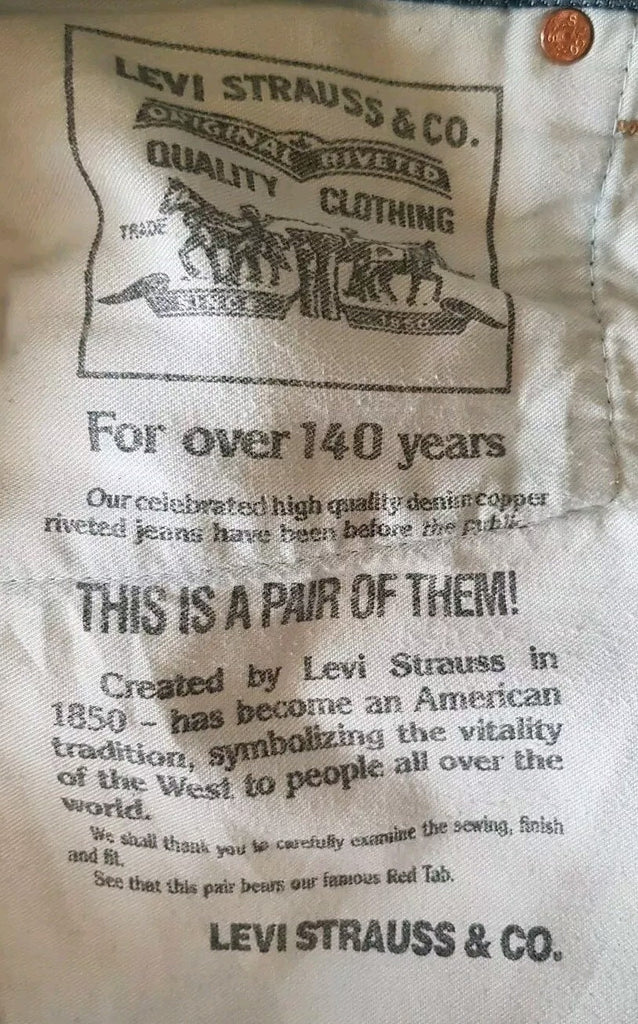 LEVI STRAUSS & CO.
ORIGINAL RIVETED
QUALITY CLOTHING
TRADE
For over 140 years
Our celebrated high quality denim copper
riveted jeans have been before the public
THIS IS A PAIR OF THEM!
Created by Levi Strauss in
1850 – has become an American
tradition, symbolizing the vitality
of the West to people all over the
world.
We shall thank you to carefully examine the sewing, finish
and fit.
See that this pair bears our famous Red Tab.
LEVI STRAUSS & CO.